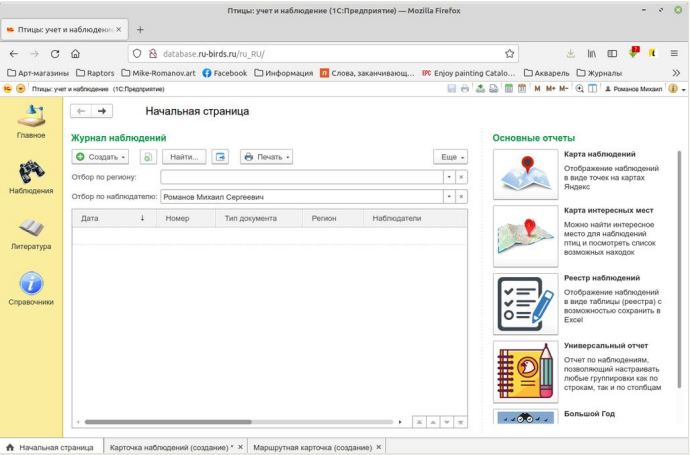 Птицы: учет и наблюдение (1С:Предприятие) — Mozilla Firefox
Птицы: учет и наблюдени
database.ru-birds.ru/ru_RU/
Арт-магазины Raptors Mike-Romanov.art Facebook Информация Слова, заканчивающ... Enjoy painting Catalo... Акварель Журналы
Птицы: учет и наблюдение (1С:Предприятие) M M+ M- Романов Михаил
Главное
Наблюдения
Литература
Справочники
Начальная страница
Журнал наблюдений
Создать Найти... Печать Еще
Отбор по региону:
Отбор по наблюдателю: Романов Михаил Сергеевич
Дата ↓ Номер Тип документа Регион Наблюдатели
Основные отчеты
Карта наблюдений
Отображение наблюдений
в виде точек на картах
Яндекс
Карта интересных мест
Можно найти интересное
место для наблюдений
птиц и посмотреть список
возможных находок
Реестр наблюдений
Отображение наблюдений
в виде таблицы (реестра) с
возможностью сохранить в
Excel
Универсальный отчет
Отчет по наблюдениям,
позволяющий настраивать
любые группировки как по
строкам, так и по столбцам
Большой Год
Начальная страница Карточка наблюдений (создание) * × Маршрутная карточка (создание) ×